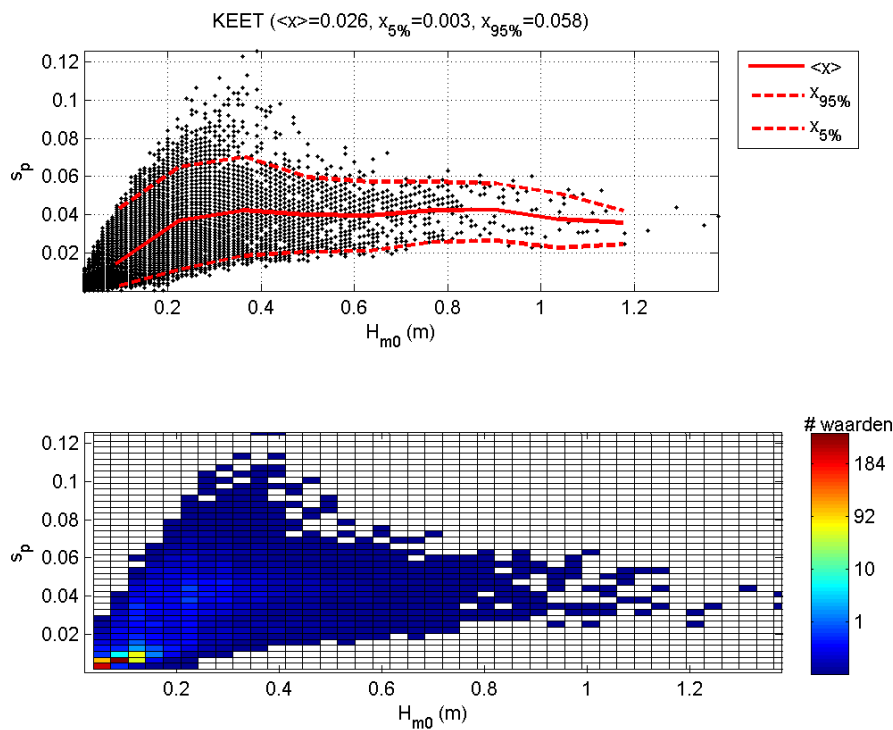 KEET (<x>=0.026, x5%=0.003, x95%=0.058)
0.12
0.1
0.08
0.06
0.04
0.02
sp
0.2 0.4 0.6 0.8 1 1.2
Hm0 (m)
<x>
x95%
x5%
0.12
0.1
0.08
0.06
0.04
0.02
sp
0.2 0.4 0.6 0.8 1 1.2
Hm0 (m)
# waarden
184
92
10
1